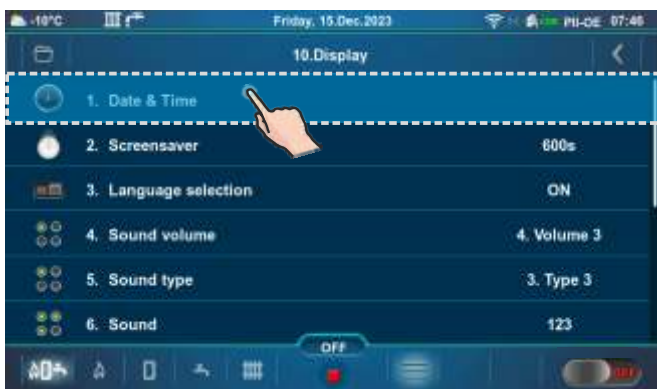 -10°C Friday, 15.Dec.2023 PII-OE 07:46
10.Display
1. Date & Time
2. Screensaver 600s
3. Language selection ON
4. Sound volume 4. Volume 3
5. Sound type 3. Type 3
6. Sound 123
OFF
OFF